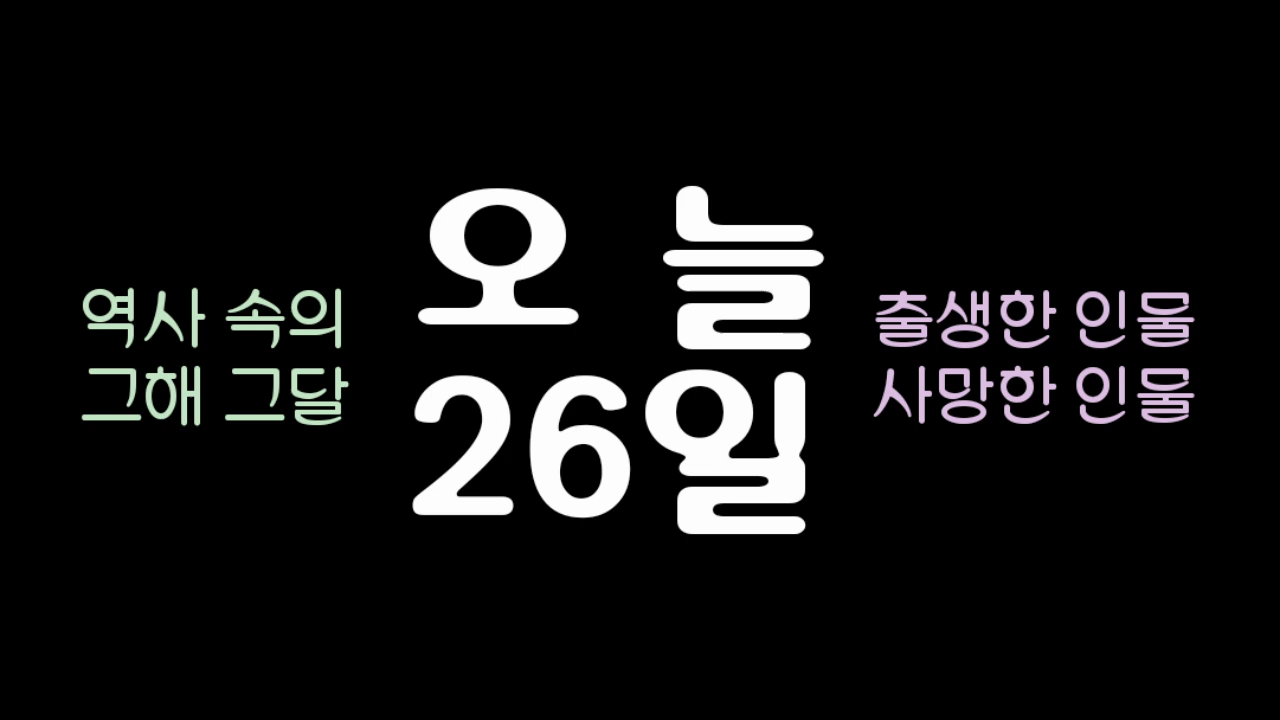 역사 속의
그해 그달
오 늘
26일
출생한 인물
사망한 인물